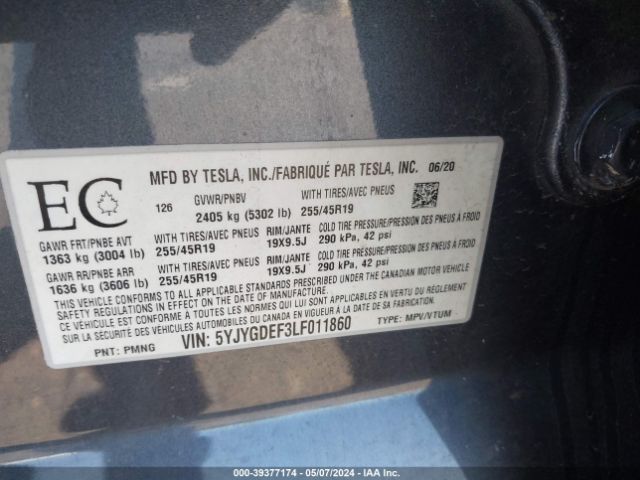 MFD BY TESLA, INC./FABRIQUÉ PAR TESLA, INC. 06/20
EC
126 GVWR/PNBV WITH TIRES/AVEC PNEUS
2405 kg (5302 lb) 255/45R19
GAWR FRT/PNBE AVT WITH TIRES/AVEC PNEUS RIM/JANTE COLD TIRE PRESSURE/PRESSION DES PNEUS À FROID
1363 kg (3004 lb) 255/45R19 19X9.5J 290 kPa, 42 psi
GAWR RR/PNBE ARR WITH TIRES/AVEC PNEUS RIM/JANTE COLD TIRE PRESSURE/PRESSION DES PNEUS À FROID
1636 kg (3606 lb) 255/45R19 19X9.5J 290 kPa, 42 psi
THIS VEHICLE CONFORMS TO ALL APPLICABLE STANDARDS PRESCRIBED UNDER THE CANADIAN MOTOR VEHICLE
SAFETY REGULATIONS IN EFFECT ON THE DATE OF MANUFACTURE
CE VÉHICULE EST CONFORME À TOUTES LES NORMES QUI LUI SONT APPLICABLES EN VERTU DU RÈGLEMENT
SUR LA SÉCURITÉ DES VÉHICULES AUTOMOBILES DU CANADA EN VIGUEUR À LA DATE DE SA FABRICATION
VIN: 5YJYGDEF3LF011860 TYPE: MPV/VTUM
PNT: PMNG
000-39377174 - 05/07/2024 - IAA Inc.